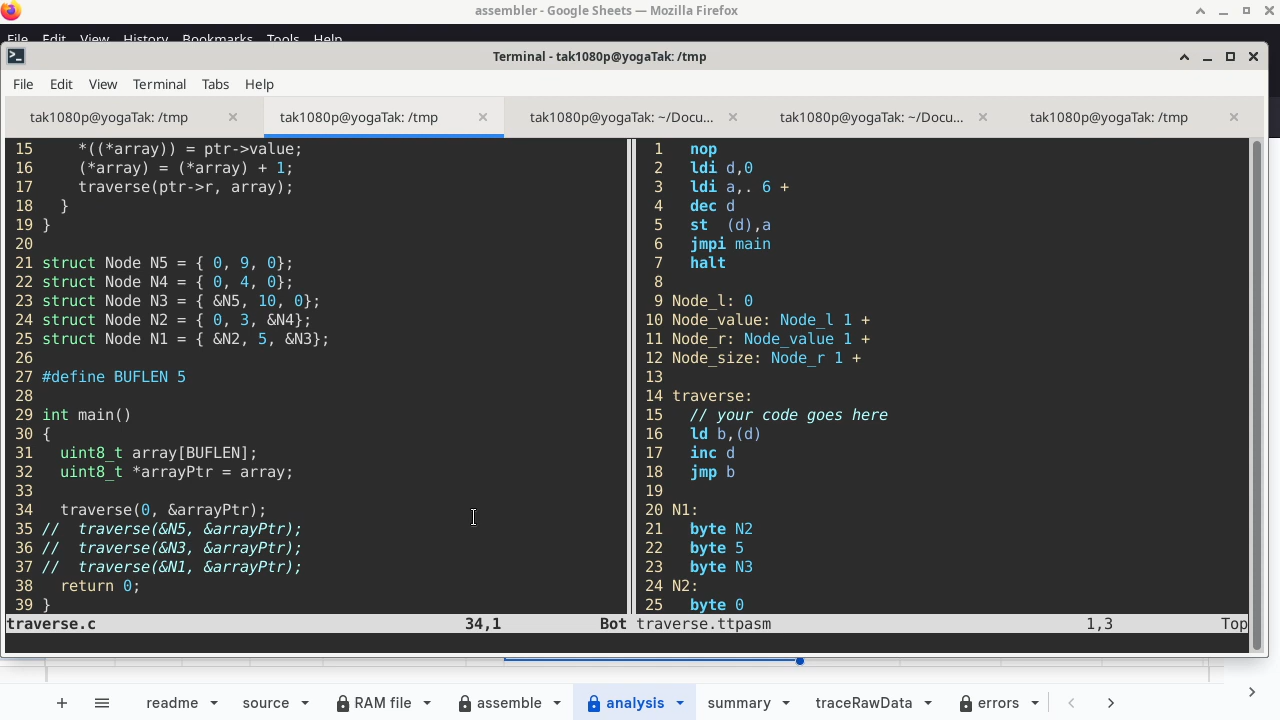 assembler - Google Sheets — Mozilla Firefox
File Edit View History Bookmarks Tools Help
Terminal - tak1080p@yogaTak: /tmp
File Edit View Terminal Tabs Help
tak1080p@yogaTak: /tmp tak1080p@yogaTak: /tmp tak1080p@yogaTak: ~/Docu... tak1080p@yogaTak: ~/Docu... tak1080p@yogaTak: /tmp
15     *((*array)) = ptr->value;
16     (*array) = (*array) + 1;
17     traverse(ptr->r, array);
18   }
19 }
20
21 struct Node N5 = { 0, 9, 0};
22 struct Node N4 = { 0, 4, 0};
23 struct Node N3 = { &N5, 10, 0};
24 struct Node N2 = { 0, 3, &N4};
25 struct Node N1 = { &N2, 5, &N3};
26
27 #define BUFLEN 5
28
29 int main()
30 {
31   uint8_t array[BUFLEN];
32   uint8_t *arrayPtr = array;
33
34   traverse(0, &arrayPtr);
35 //  traverse(&N5, &arrayPtr);
36 //  traverse(&N3, &arrayPtr);
37 //  traverse(&N1, &arrayPtr);
38   return 0;
39 }
traverse.c 34,1 Bot
1   nop
2   ldi d,0
3   ldi a,. 6 +
4   dec d
5   st  (d),a
6   jmpi main
7   halt
8
9 Node_l: 0
10 Node_value: Node_l 1 +
11 Node_r: Node_value 1 +
12 Node_size: Node_r 1 +
13
14 traverse:
15   // your code goes here
16   ld b,(d)
17   inc d
18   jmp b
19
20 N1:
21   byte N2
22   byte 5
23   byte N3
24 N2:
25   byte 0
traverse.ttpasm 1,3 Top
readme source RAM file assemble analysis summary traceRawData errors